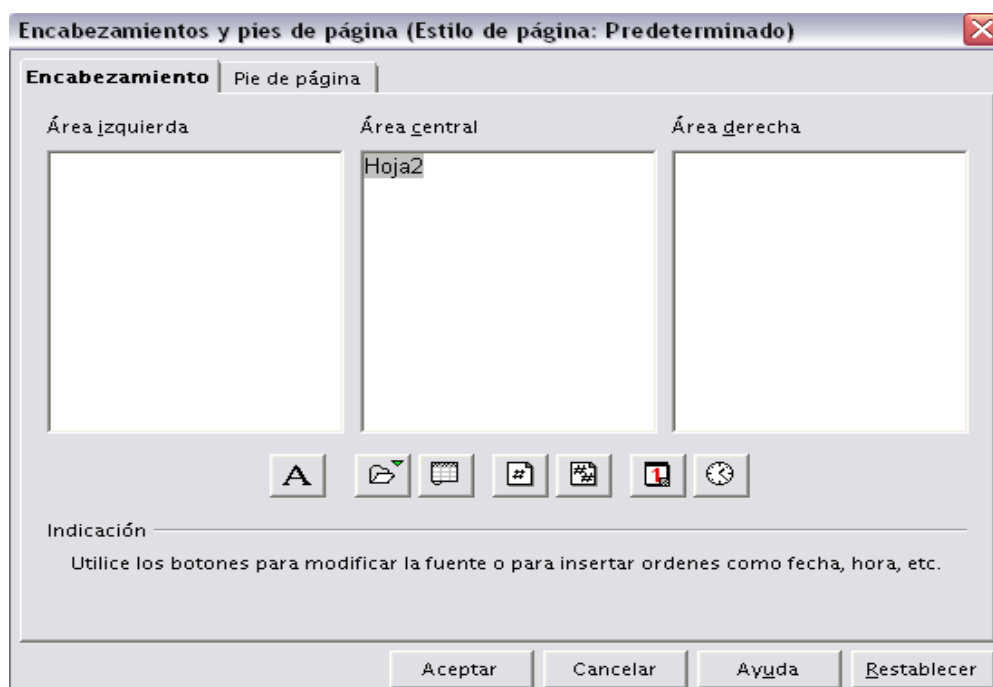 Encabezamientos y pies de página (Estilo de página: Predeterminado)
Encabezamiento Pie de página
Área izquierda Área central Área derecha
Hoja2
A # # # 1
Indicación
Utilice los botones para modificar la fuente o para insertar ordenes como fecha, hora, etc.
Aceptar Cancelar Ayuda Restablecer